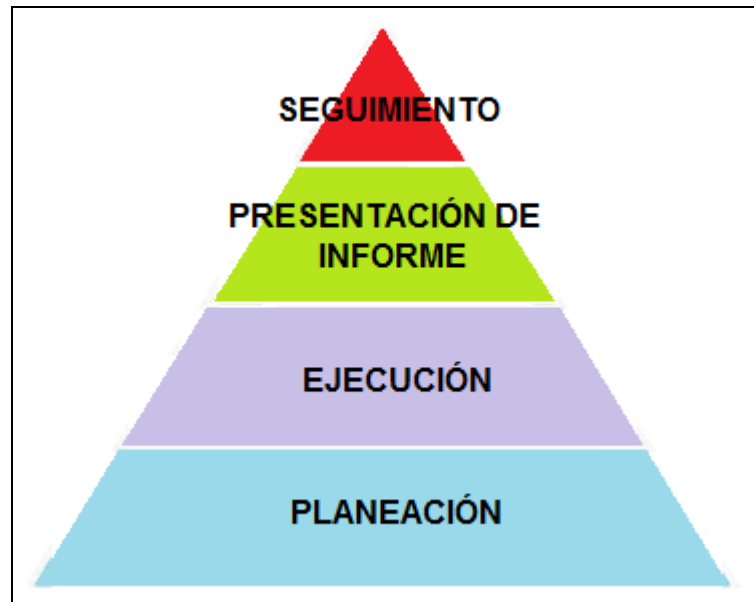 SEGUIMIENTO
PRESENTACIÓN DE
INFORME
EJECUCIÓN
PLANEACIÓN